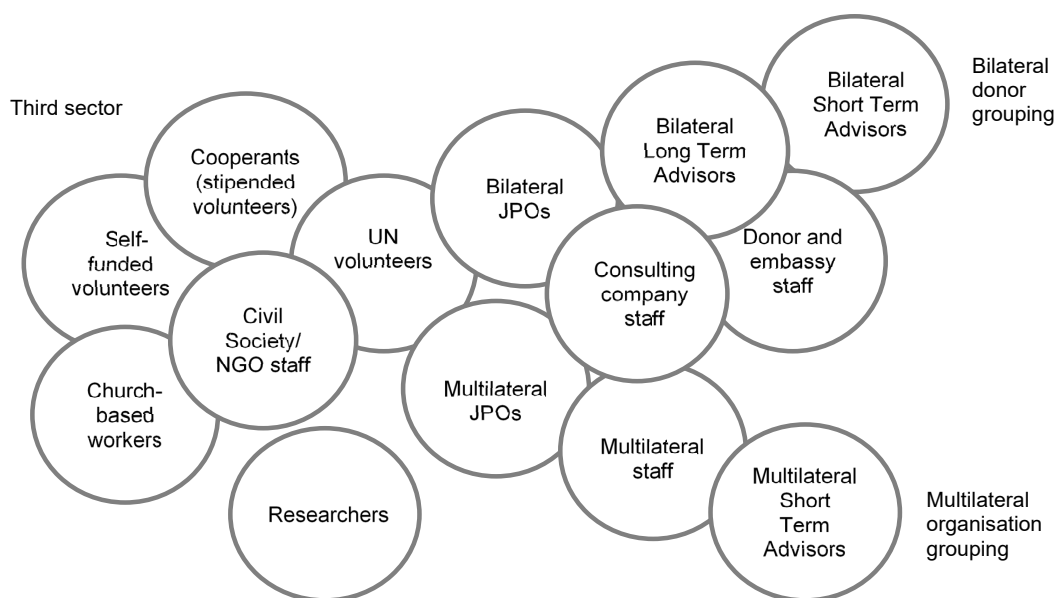 Third sector
Cooperants
(stipended
volunteers)
Self-
funded
volunteers
Civil
Society/
NGO staff
Church-
based
workers
Researchers
UN
volunteers
Bilateral
JPOs
Multilateral
JPOs
Bilateral
Long Term
Advisors
Bilateral
Short Term
Advisors
Bilateral
donor
grouping
Consulting
company
staff
Donor and
embassy
staff
Multilateral
staff
Multilateral
Short
Term
Advisors
Multilateral
organisation
grouping